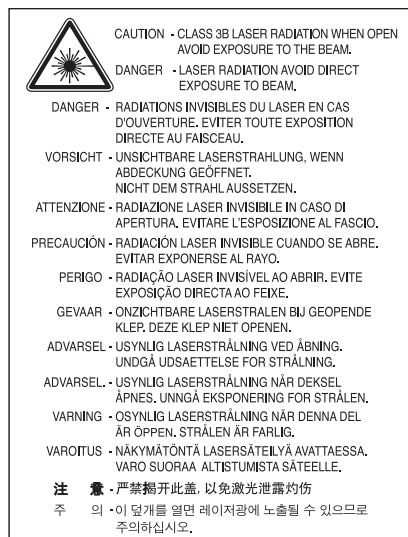 CAUTION - CLASS 3B LASER RADIATION WHEN OPEN
AVOID EXPOSURE TO THE BEAM.
DANGER - LASER RADIATION AVOID DIRECT
EXPOSURE TO BEAM.
DANGER - RADIATIONS INVISIBLES DU LASER EN CAS
D'OUVERTURE. EVITER TOUTE EXPOSITION
DIRECTE AU FAISCEAU.
VORSICHT - UNSICHTBARE LASERSTRAHLUNG, WENN
ABDECKUNG GEÖFFNET.
NICHT DEM STRAHL AUSSETZEN.
ATTENZIONE - RADIAZIONE LASER INVISIBILE IN CASO DI
APERTURA. EVITARE L'ESPOSIZIONE AL FASCIO.
PRECAUCIÓN - RADIACIÓN LASER INVISIBLE CUANDO SE ABRE.
EVITAR EXPONERSE AL RAYO.
PERIGO - RADIAÇÃO LASER INVISÍVEL AO ABRIR. EVITE
EXPOSIÇÃO DIRECTA AO FEIXE.
GEVAAR - ONZICHTBARE LASERSTRALEN BIJ GEOPENDE
KLEP. DEZE KLEP NIET OPENEN.
ADVARSEL - USYNLIG LASERSTRÅLNING VED ÅBNING.
UNDGÅ UDSAETTELSE FOR STRÅLNING.
ADVARSEL. - USYNLIG LASERSTRÅLNING NÅR DEKSEL
ÅPNES. UNNGÅ EKSPONERING FOR STRÅLEN.
VARNING - OSYNLIG LASERSTRÅLNING NÄR DENNA DEL
ÄR ÖPPEN. STRÅLEN ÄR FARLIG.
VAROITUS - NÄKYMÄTÖNTÄ LASERSÄTEILYÄ AVATTAESSA.
VARO SUORAA ALTISTUMISTA SÄTEELLE.
注 意 - 严禁揭开此盖, 以免激光泄露灼伤
주 의 - 이 덮개를 열면 레이저광에 노출될 수 있으므로
주의하십시오.